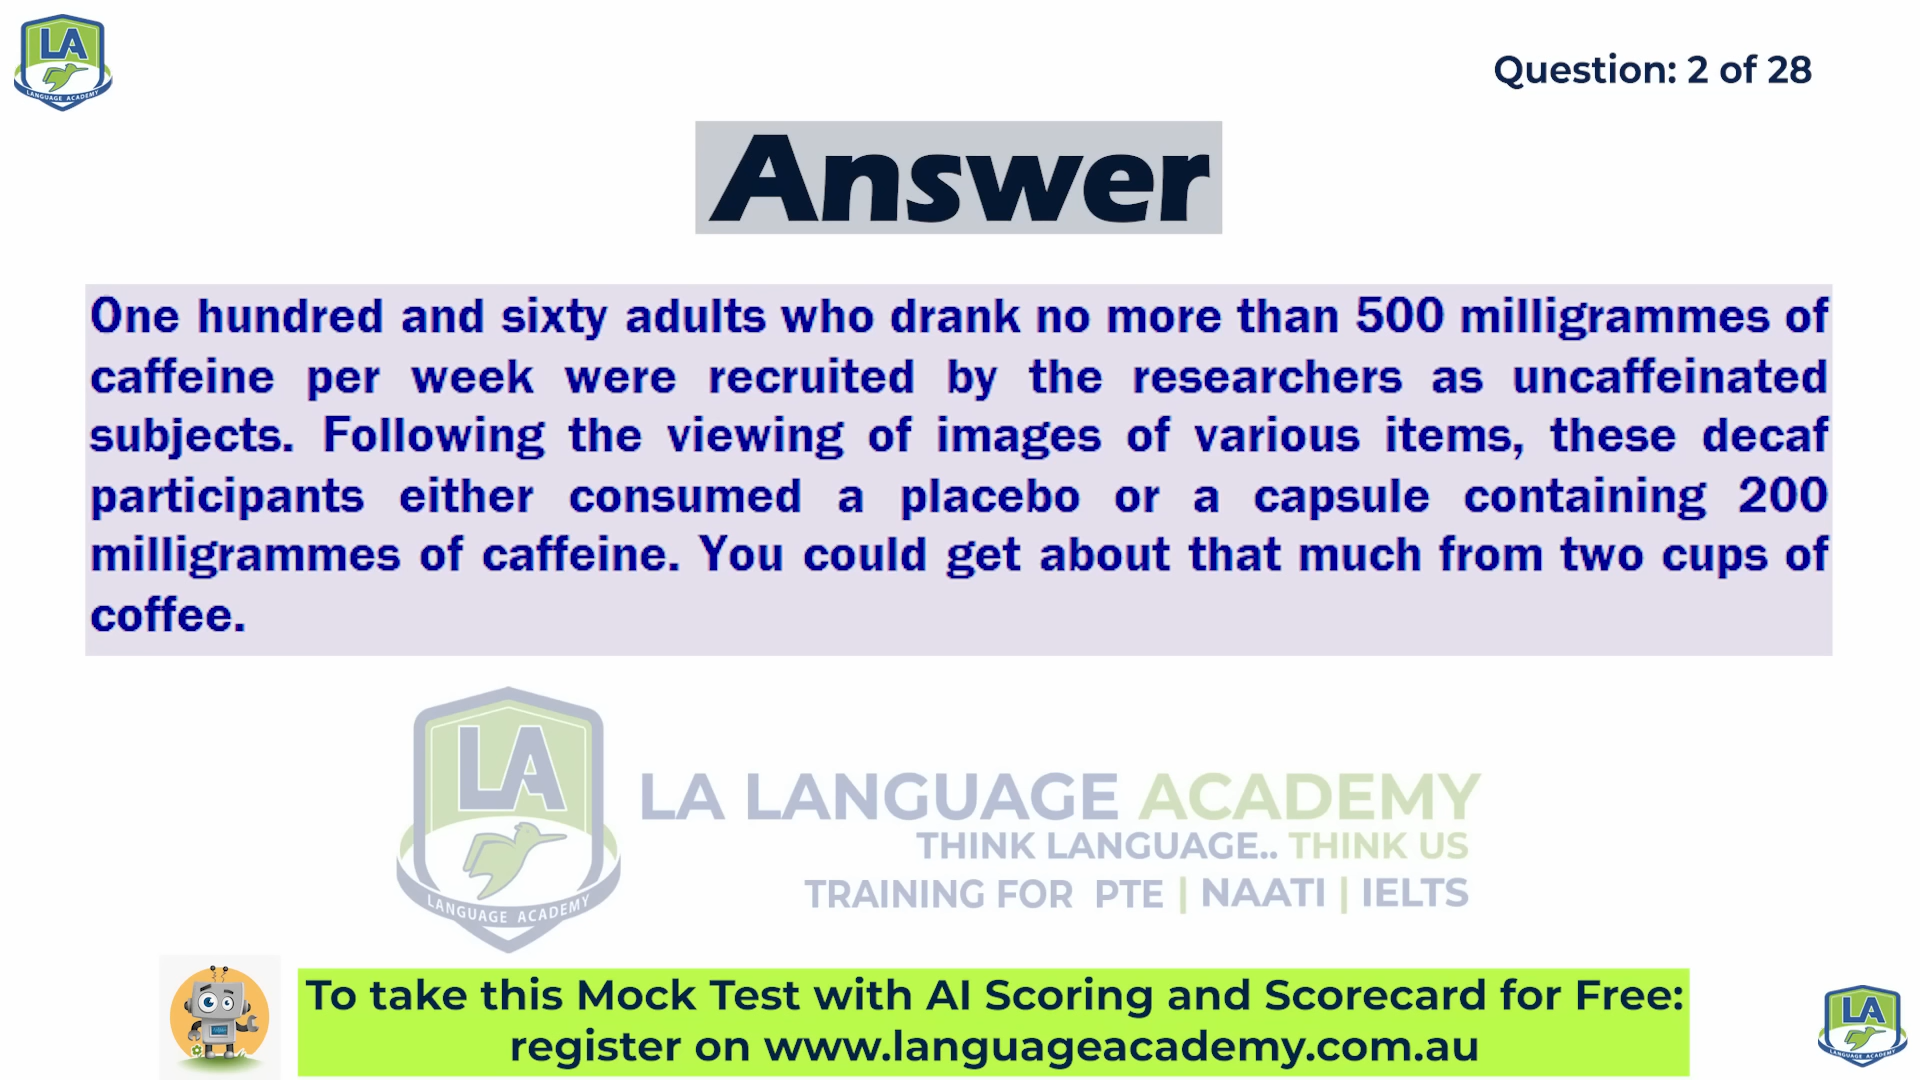 LA
LANGUAGE ACADEMY
Question: 2 of 28
Answer
One hundred and sixty adults who drank no more than 500 milligrammes of
caffeine per week were recruited by the researchers as uncaffeinated
subjects. Following the viewing of images of various items, these decaf
participants either consumed a placebo or a capsule containing 200
milligrammes of caffeine. You could get about that much from two cups of
coffee.
LA
LANGUAGE ACADEMY
LA LANGUAGE ACADEMY
THINK LANGUAGE.. THINK US
TRAINING FOR PTE | NAATI | IELTS
To take this Mock Test with AI Scoring and Scorecard for Free:
register on www.languageacademy.com.au
LA
LANGUAGE ACADEMY